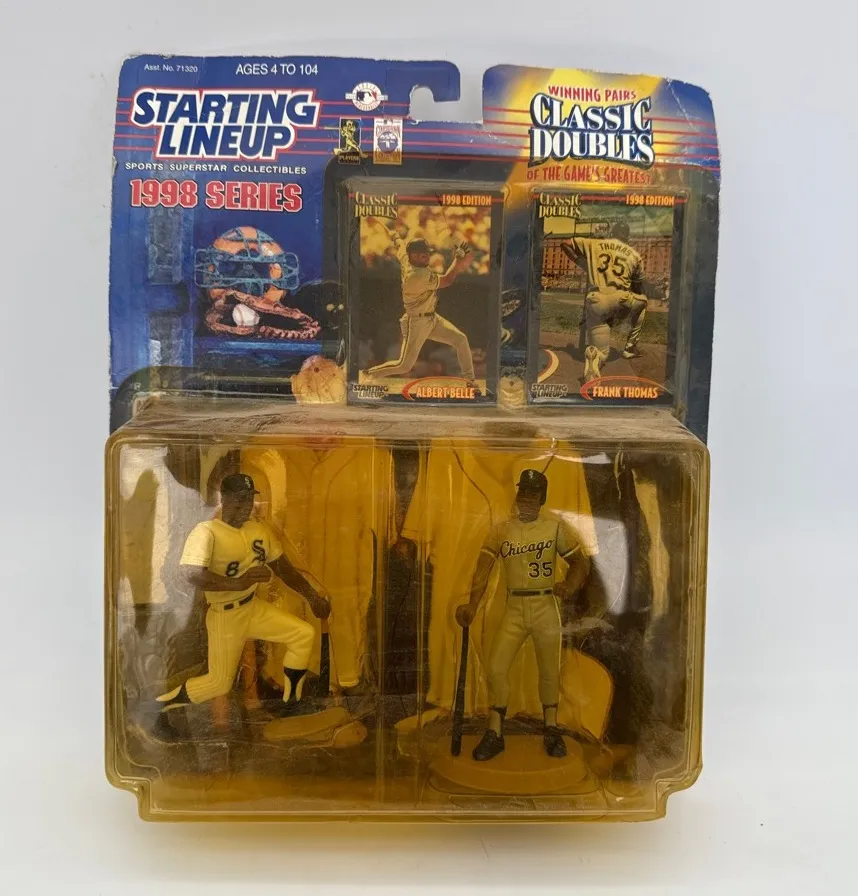 Asst. No. 71320
AGES 4 TO 104
STARTING
LINEUP
SPORTS SUPERSTAR COLLECTIBLES
1998 SERIES
WINNING PAIRS
CLASSIC
DOUBLES
OF THE GAME'S GREATEST
PLAYERS
CLASSIC
DOUBLES
1998 EDITION
STARTING
LINEUP
ALBERT BELLE
CLASSIC
DOUBLES
1998 EDITION
THOMAS
35
STARTING
LINEUP
FRANK THOMAS
8
Chicago
35